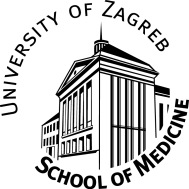 UNIVERSITY OF ZAGREB
SCHOOL OF MEDICINE